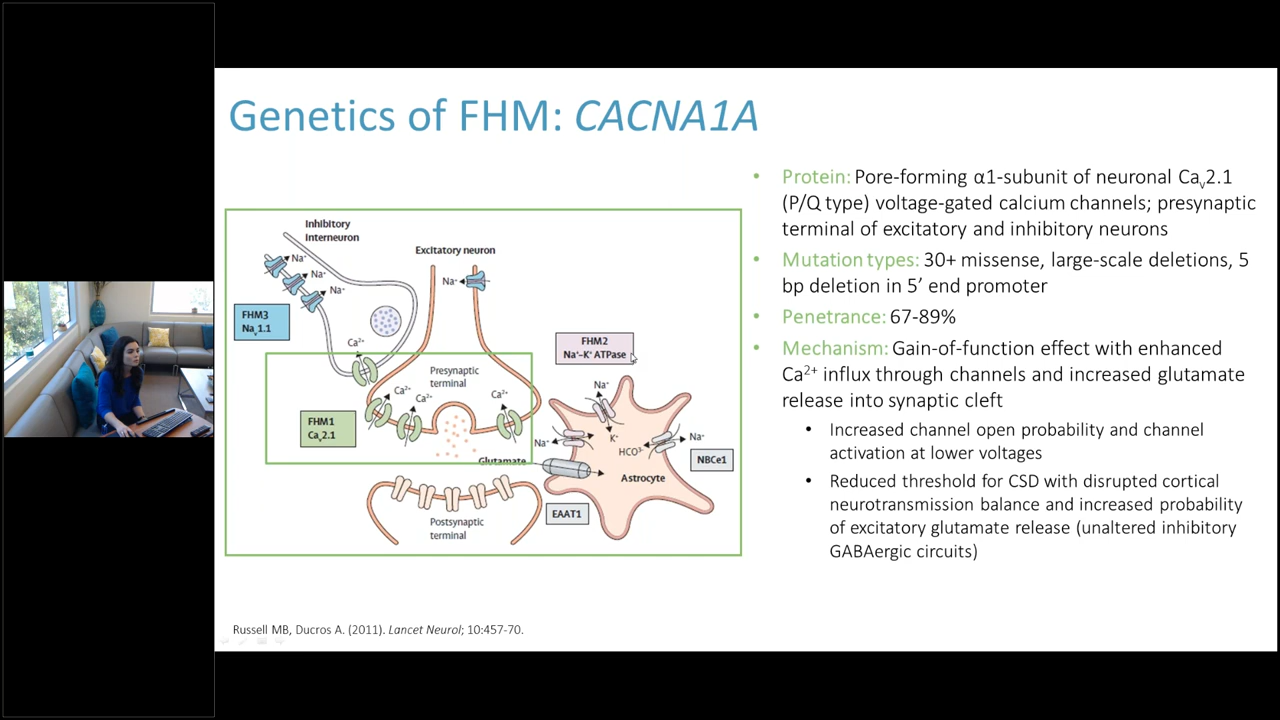 Genetics of FHM: CACNA1A
Inhibitory
interneuron
Excitatory neuron
Na⁺
Na⁺
Na⁺
Na⁺
FHM3
Naᵥ1.1
Ca²⁺
FHM2
Na⁺–K⁺ ATPase
Presynaptic
terminal
Ca²⁺
Ca²⁺
Ca²⁺
Na⁺
FHM1
Caᵥ2.1
Na⁺
K⁺
Na⁺
HCO³⁻
NBCe1
Glutamate
Astrocyte
EAAT1
Postsynaptic
terminal
• Protein: Pore-forming α1-subunit of neuronal Caᵥ2.1
(P/Q type) voltage-gated calcium channels; presynaptic
terminal of excitatory and inhibitory neurons
• Mutation types: 30+ missense, large-scale deletions, 5
bp deletion in 5’ end promoter
• Penetrance: 67-89%
• Mechanism: Gain-of-function effect with enhanced
Ca²⁺ influx through channels and increased glutamate
release into synaptic cleft
• Increased channel open probability and channel
activation at lower voltages
• Reduced threshold for CSD with disrupted cortical
neurotransmission balance and increased probability
of excitatory glutamate release (unaltered inhibitory
GABAergic circuits)
Russell MB, Ducros A. (2011). Lancet Neurol; 10:457-70.